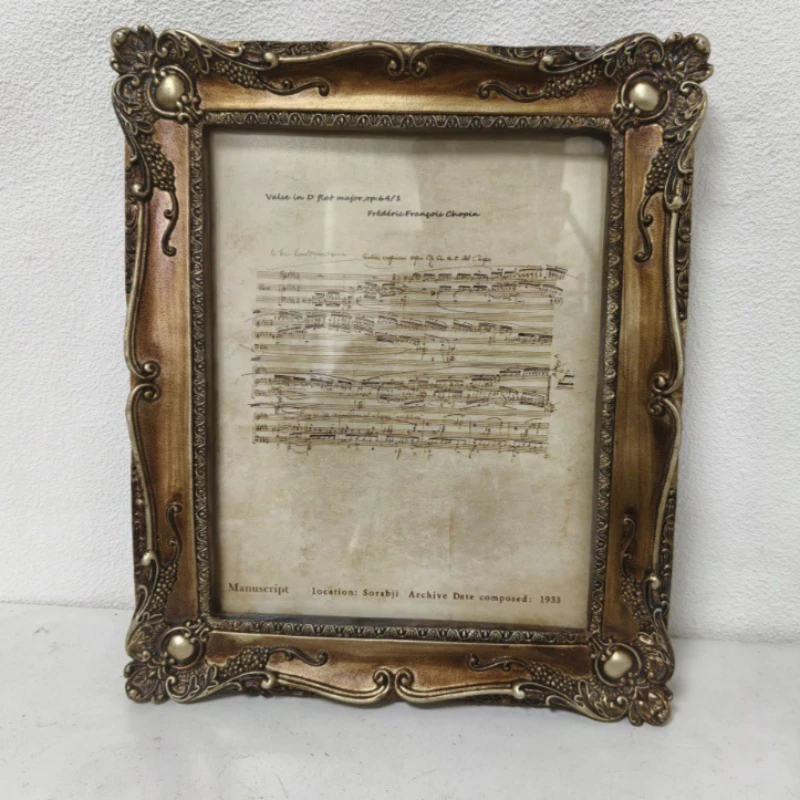 Valse in D flat major,op.64/1
Frédéric François Chopin
Manuscript location: Sorabji Archive Date composed: 1933